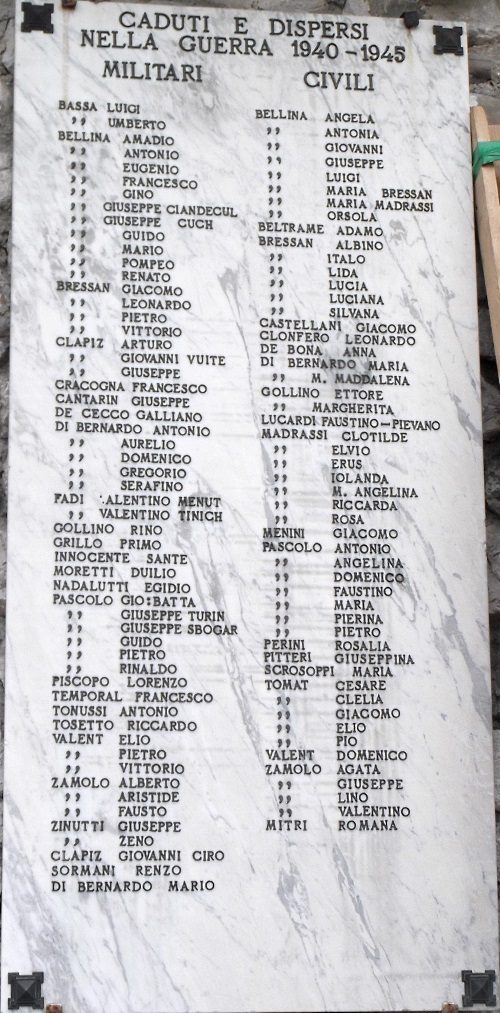 CADUTI E DISPERSI
NELLA GUERRA 1940-1945
MILITARI
BASSA LUIGI
" UMBERTO
BELLINA AMADIO
" ANTONIO
" EUGENIO
" FRANCESCO
" GINO
" GIUSEPPE CIANDECUL
" GIUSEPPE CUCH
" GUIDO
" MARIO
" POMPEO
" RENATO
BRESSAN GIACOMO
" LEONARDO
" PIETRO
" VITTORIO
CLAPIZ ARTURO
" GIOVANNI VUITE
" GIUSEPPE
CRACOGNA FRANCESCO
CANTARIN GIUSEPPE
DE CECCO GALLIANO
DI BERNARDO ANTONIO
" AURELIO
" DOMENICO
" GREGORIO
" SERAFINO
FADI .ALENTINO MENUT
" VALENTINO TINICH
GOLLINO RINO
GRILLO PRIMO
INNOCENTE SANTE
MORETTI DUILIO
NADALUTTI EGIDIO
PASCOLO GIO:BATTA
" GIUSEPPE TURIN
" GIUSEPPE SBOGAR
" GUIDO
" PIETRO
" RINALDO
PISCOPO LORENZO
TEMPORAL FRANCESCO
TONUSSI ANTONIO
TOSETTO RICCARDO
VALENT ELIO
" PIETRO
" VITTORIO
ZAMOLO ALBERTO
" ARISTIDE
" FAUSTO
ZINUTTI GIUSEPPE
" ZENO
CLAPIZ GIOVANNI CIRO
SORMANI RENZO
DI BERNARDO MARIO
CIVILI
BELLINA ANGELA
" ANTONIA
" GIOVANNI
" GIUSEPPE
" LUIGI
" MARIA BRESSAN
" MARIA MADRASSI
" ORSOLA
BELTRAME ADAMO
BRESSAN ALBINO
" ITALO
" LIDA
" LUCIA
" LUCIANA
" SILVANA
CASTELLANI GIACOMO
CLONFERO LEONARDO
DE BONA ANNA
DI BERNARDO MARIA
" M. MADDALENA
GOLLINO ETTORE
" MARGHERITA
LUCARDI FAUSTINO-PIEVANO
MADRASSI CLOTILDE
" ELVIO
" ERUS
" IOLANDA
" M. ANGELINA
" RICCARDA
" ROSA
MENINI GIACOMO
PASCOLO ANTONIO
" ANGELINA
" DOMENICO
" FAUSTINO
" MARIA
" PIERINA
" PIETRO
PERINI ROSALIA
PITTERI GIUSEPPINA
SCROSOPPI MARIA
TOMAT CESARE
" CLELIA
" GIACOMO
" ELIO
" PIO
VALENT DOMENICO
ZAMOLO AGATA
" GIUSEPPE
" LINO
" VALENTINO
MITRI ROMANA